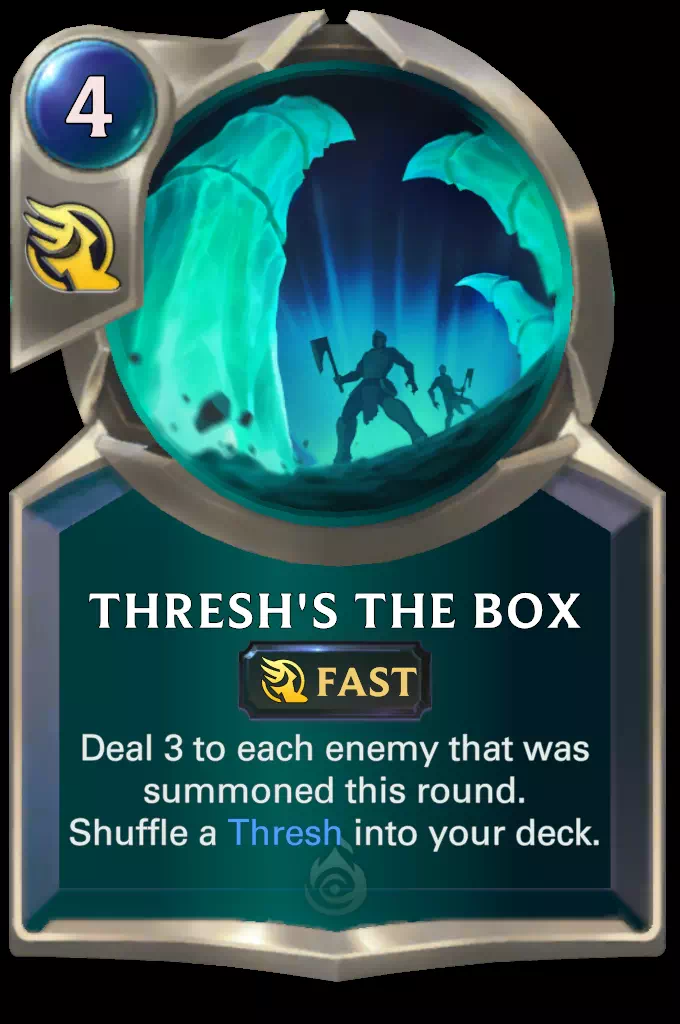 4
THRESH'S THE BOX
FAST
Deal 3 to each enemy that was
summoned this round.
Shuffle a Thresh into your deck.